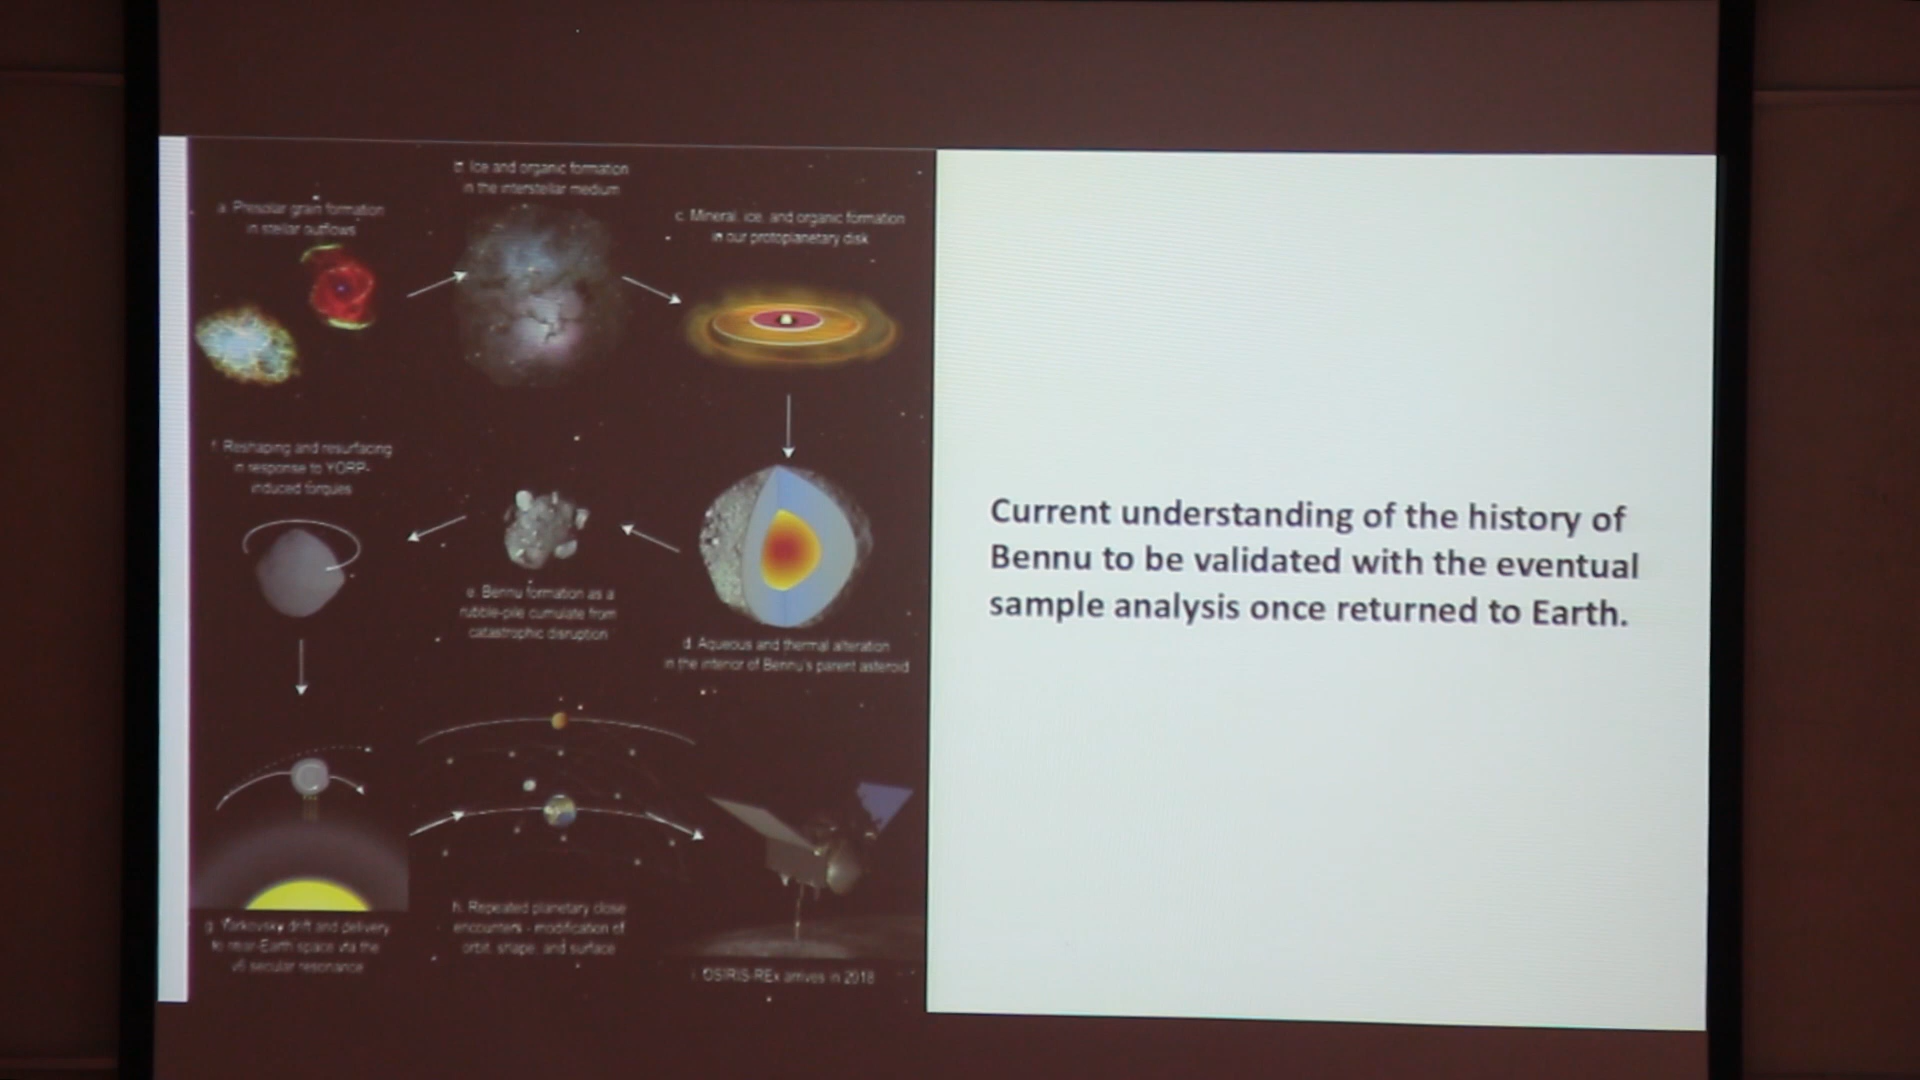 a. Presolar grain formation
in stellar outflows
b. Ice and organic formation
in the interstellar medium
c. Mineral, ice, and organic formation
in our protoplanetary disk
d. Aqueous and thermal alteration
in the interior of Bennu's parent asteroid
e. Bennu formation as a
rubble-pile cumulate from
catastrophic disruption
f. Reshaping and resurfacing
in response to YORP-
induced torques
g. Yarkovsky drift and delivery
to near-Earth space via the
ν6 secular resonance
h. Repeated planetary close
encounters - modification of
orbit, shape, and surface
i. OSIRIS-REx arrives in 2018
Current understanding of the history of
Bennu to be validated with the eventual
sample analysis once returned to Earth.